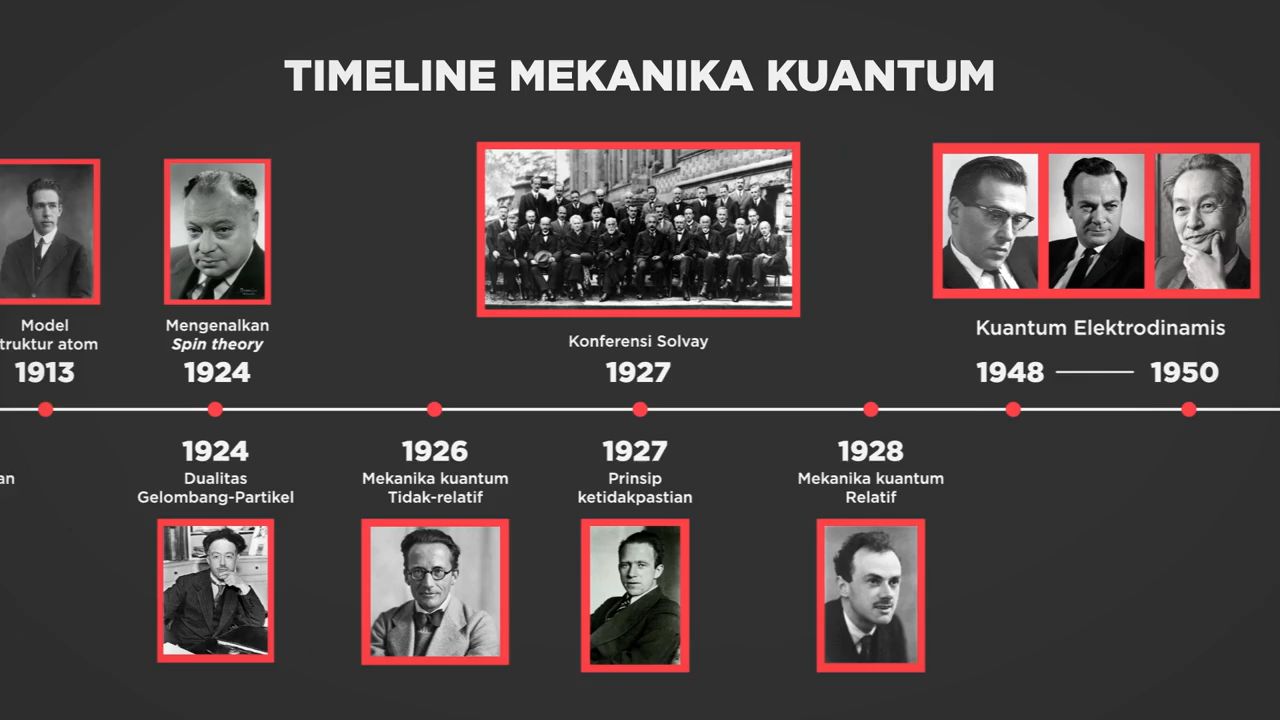 TIMELINE MEKANIKA KUANTUM
Model
truktur atom
1913
Mengenalkan
Spin theory
1924
Konferensi Solvay
1927
Kuantum Elektrodinamis
1948
1950
an
1924
Dualitas
Gelombang-Partikel
1926
Mekanika kuantum
Tidak-relatif
1927
Prinsip
ketidakpastian
1928
Mekanika kuantum
Relatif